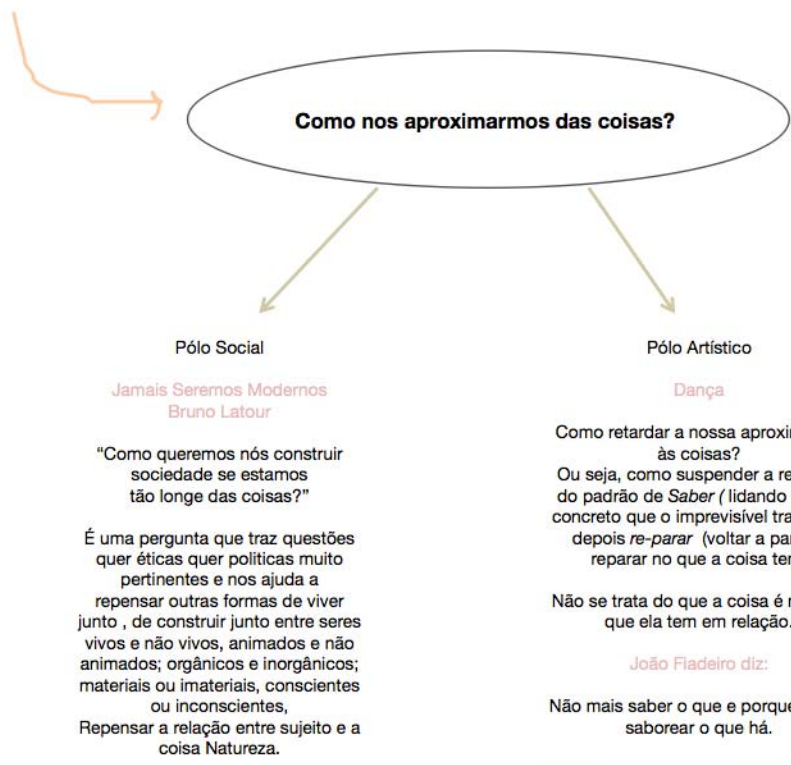 Como nos aproximarmos das coisas?
Pólo Social
Jamais Seremos Modernos
Bruno Latour
“Como queremos nós construir
sociedade se estamos
tão longe das coisas?”
É uma pergunta que traz questões
quer éticas quer politicas muito
pertinentes e nos ajuda a
repensar outras formas de viver
junto , de construir junto entre seres
vivos e não vivos, animados e não
animados; orgânicos e inorgânicos;
materiais ou imateriais, conscientes
ou inconscientes,
Repensar a relação entre sujeito e a
coisa Natureza.
Pólo Artístico
Dança
Como retardar a nossa
às coisas?
Ou seja, como suspender a
do padrão de Saber ( lidando
concreto que o imprevisível
depois re-parar (voltar a
reparar no que a coisa
Não se trata do que a coisa é
que ela tem em relação.
João Fiadeiro diz:
Não mais saber o que e
saborear o que há.